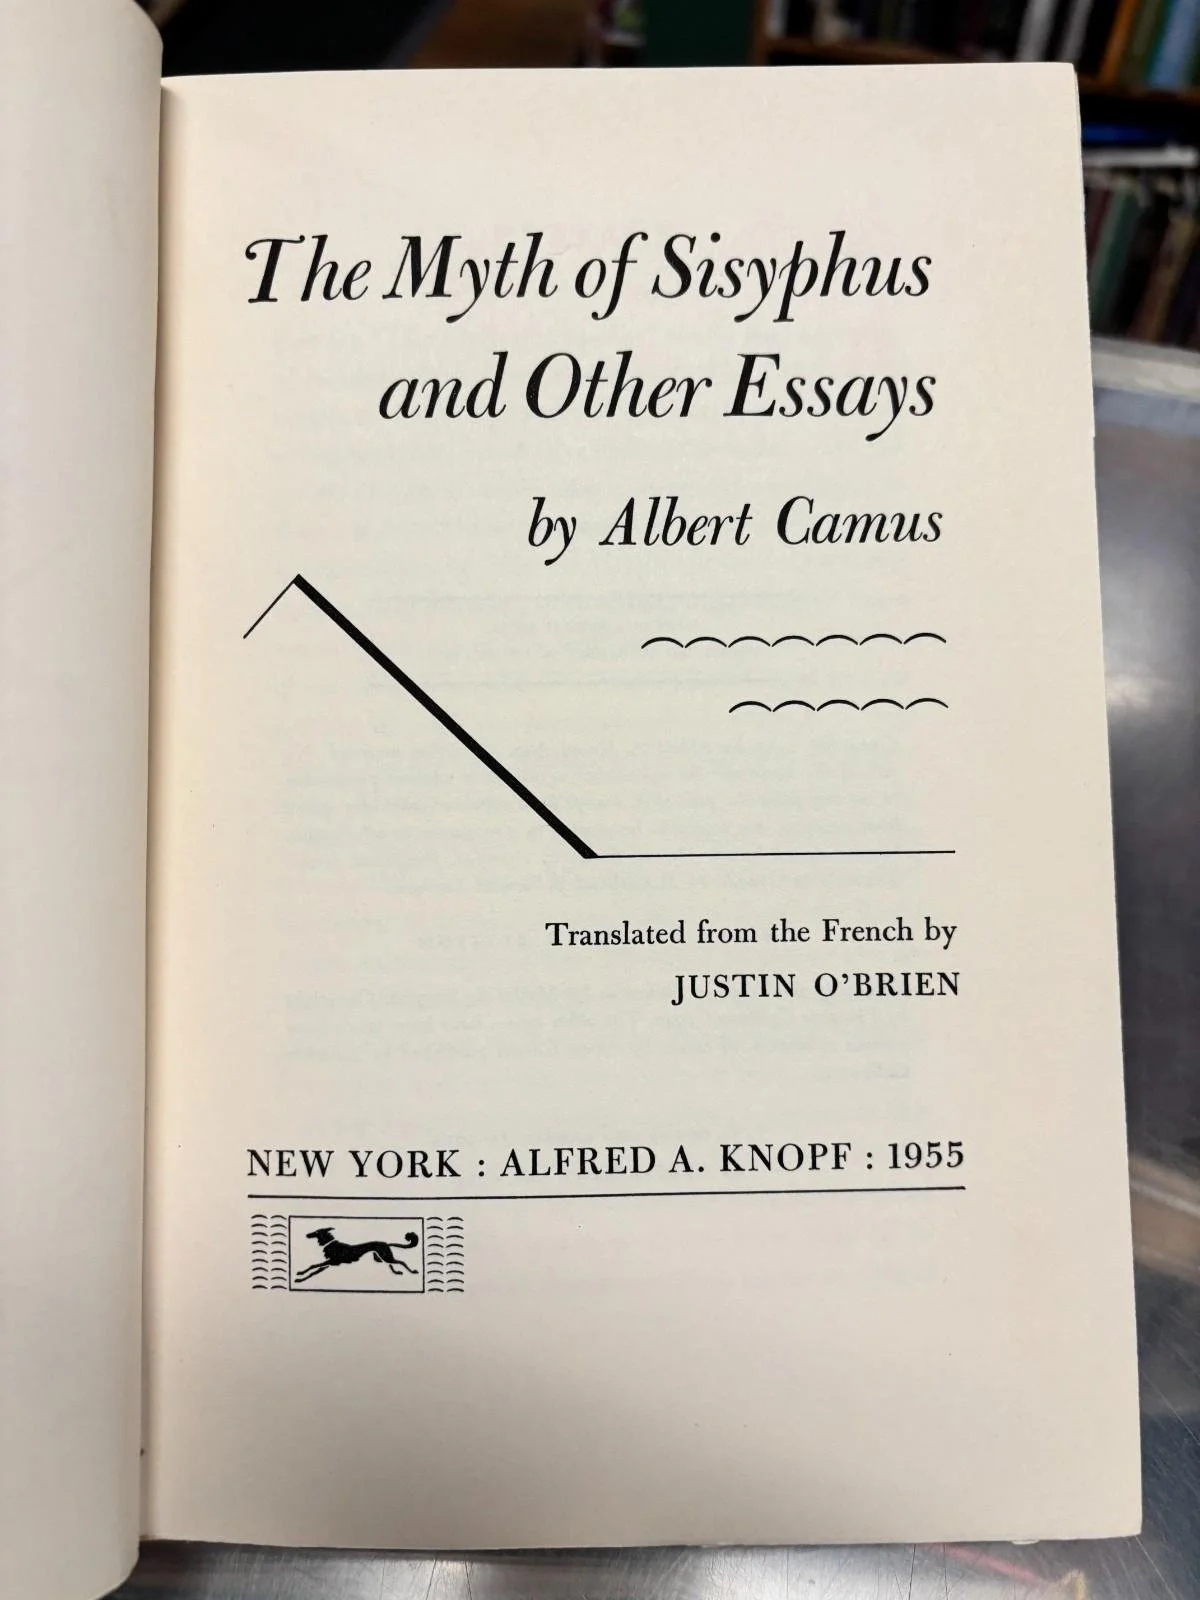 The Myth of Sisyphus
and Other Essays
by Albert Camus
Translated from the French by
JUSTIN O'BRIEN
NEW YORK : ALFRED A. KNOPF : 1955